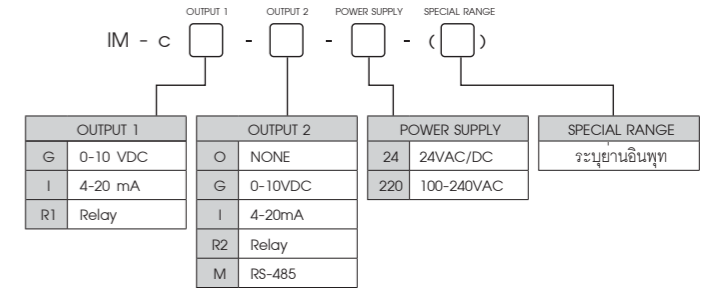 OUTPUT 1 OUTPUT 2 POWER SUPPLY SPECIAL RANGE
IM - c - - - ( )
OUTPUT 1
G 0-10 VDC
I 4-20 mA
R1 Relay
OUTPUT 2
O NONE
G 0-10VDC
I 4-20mA
R2 Relay
M RS-485
POWER SUPPLY
24 24VAC/DC
220 100-240VAC
SPECIAL RANGE
ระบุย่านอินพุท